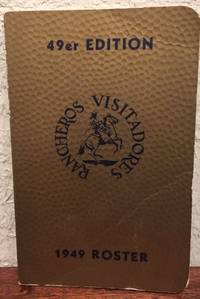 49er EDITION
RANCHEROS VISITADORES
1949 ROSTER